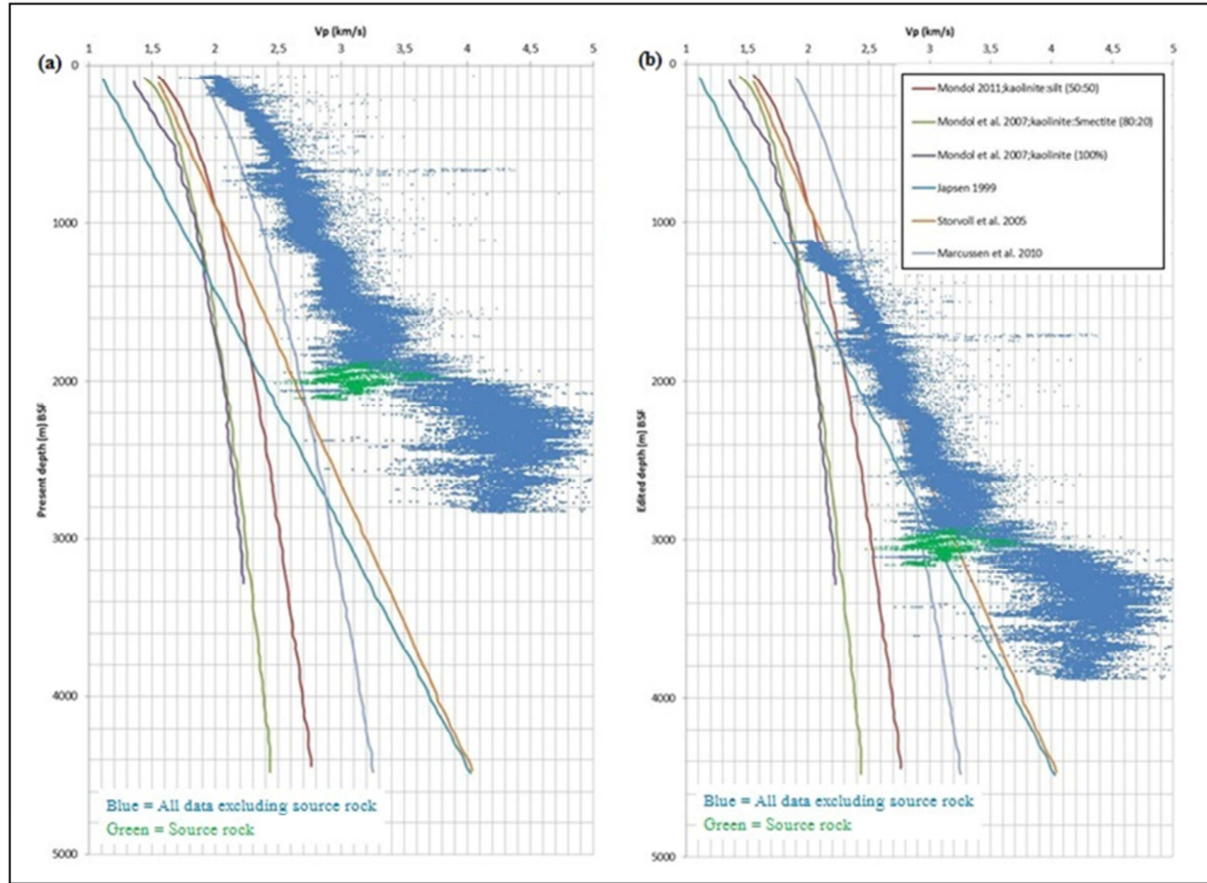 Vp (km/s)
(a)
1 1,5 2 2,5 3 3,5 4 4,5 5
0
1000
2000
3000
4000
5000
Present depth (m) BSF
Blue = All data excluding source rock
Green = Source rock
Vp (km/s)
(b)
1 1,5 2 2,5 3 3,5 4 4,5 5
0
1000
2000
3000
4000
5000
Edited depth (m) BSF
Mondol 2011;kaolinite:silt (50:50)
Mondol et al. 2007;kaolinite:Smectite (80:20)
Mondol et al. 2007;kaolinite (100%)
Japsen 1999
Storvoll et al. 2005
Marcussen et al. 2010
Blue = All data excluding source rock
Green = Source rock